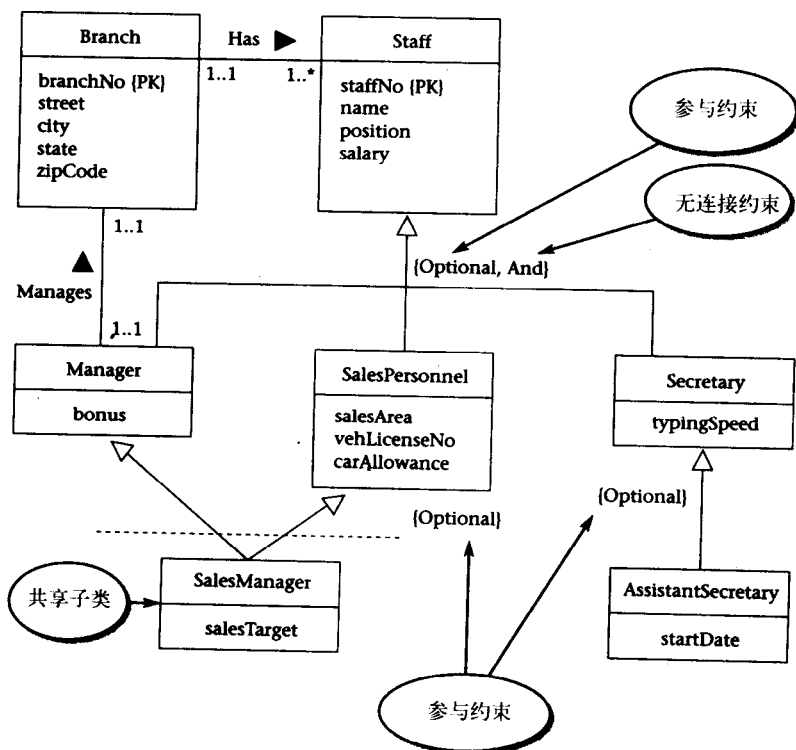 Branch
Has
Staff
1..1
1..*
branchNo {PK}
street
city
state
zipCode
staffNo {PK}
name
position
salary
参与约束
无连接约束
1..1
{Optional, And}
Manages
1..1
Manager
bonus
SalesPersonnel
salesArea
vehLicenseNo
carAllowance
Secretary
typingSpeed
{Optional}
{Optional}
共享子类
SalesManager
salesTarget
AssistantSecretary
startDate
参与约束